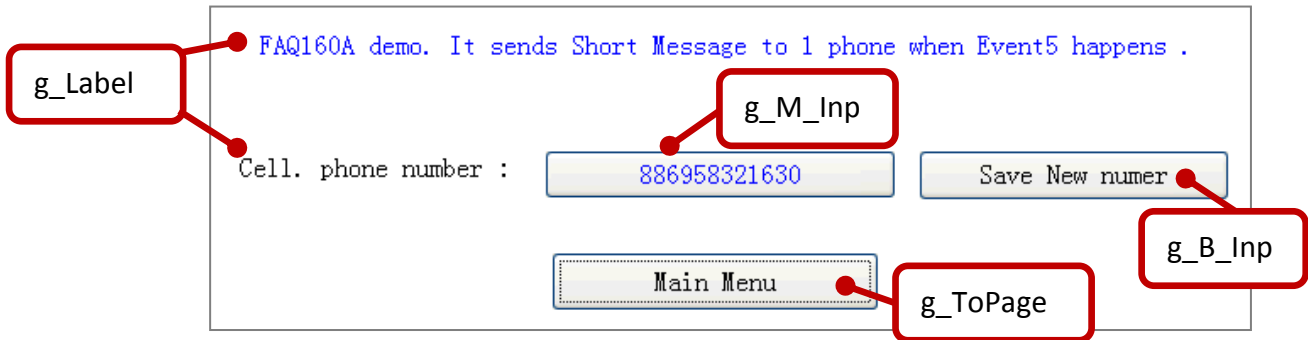 FAQ160A demo. It sends Short Message to 1 phone when Event5 happens .
g_Label
g_M_Inp
Cell. phone number :
886958321630
Save New numer
g_B_Inp
Main Menu
g_ToPage